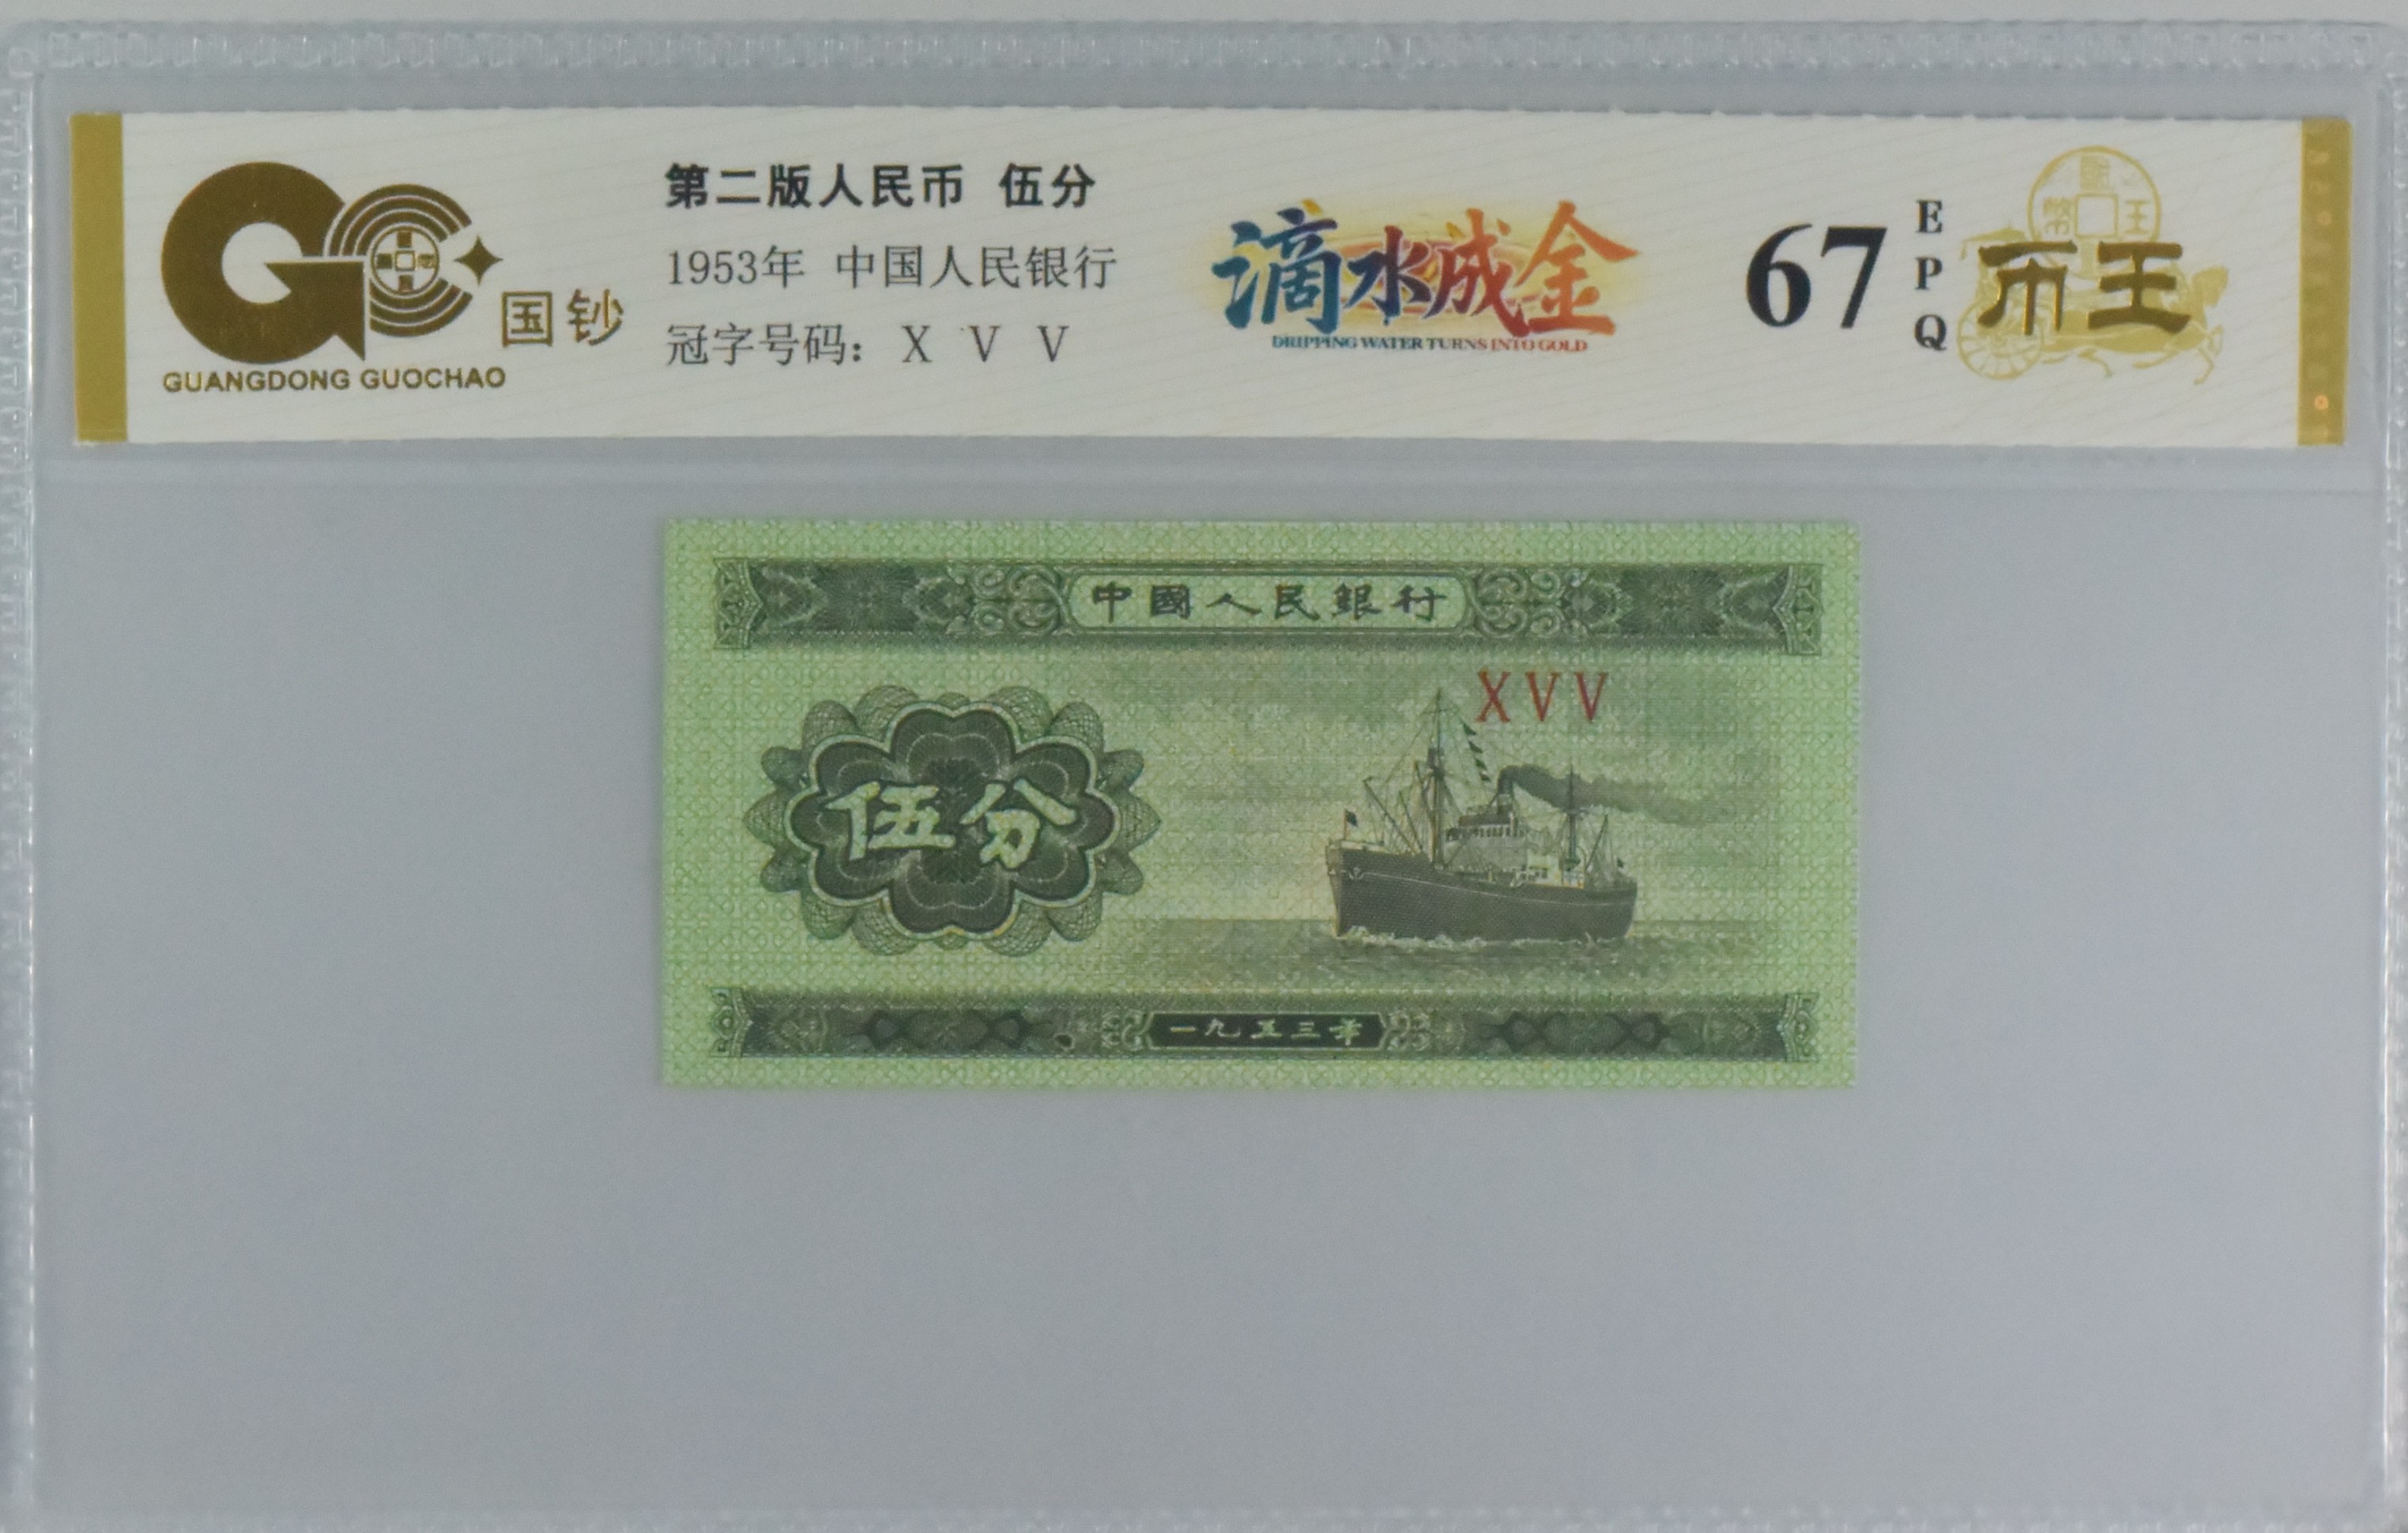 国钞
GUANGDONG GUOCHAO
第二版人民币 伍分
1953年 中国人民银行
冠字号码：X V V
滴水成金
DRIPPING WATER TURNS INTO GOLD
67
EPQ
币王
中國人民銀行
XVV
伍分
一九五三年